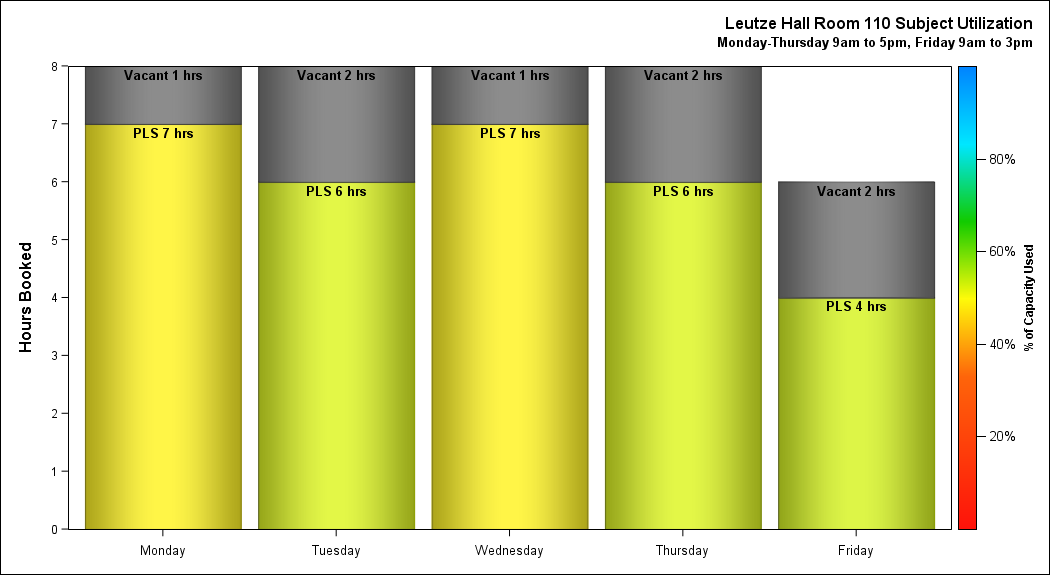 Leutze Hall Room 110 Subject Utilization
Monday-Thursday 9am to 5pm, Friday 9am to 3pm
Hours Booked
8
7
6
5
4
3
2
1
0
Vacant 1 hrs
PLS 7 hrs
Vacant 2 hrs
PLS 6 hrs
Vacant 1 hrs
PLS 7 hrs
Vacant 2 hrs
PLS 6 hrs
Vacant 2 hrs
PLS 4 hrs
Monday
Tuesday
Wednesday
Thursday
Friday
80%
60%
40%
20%
% of Capacity Used